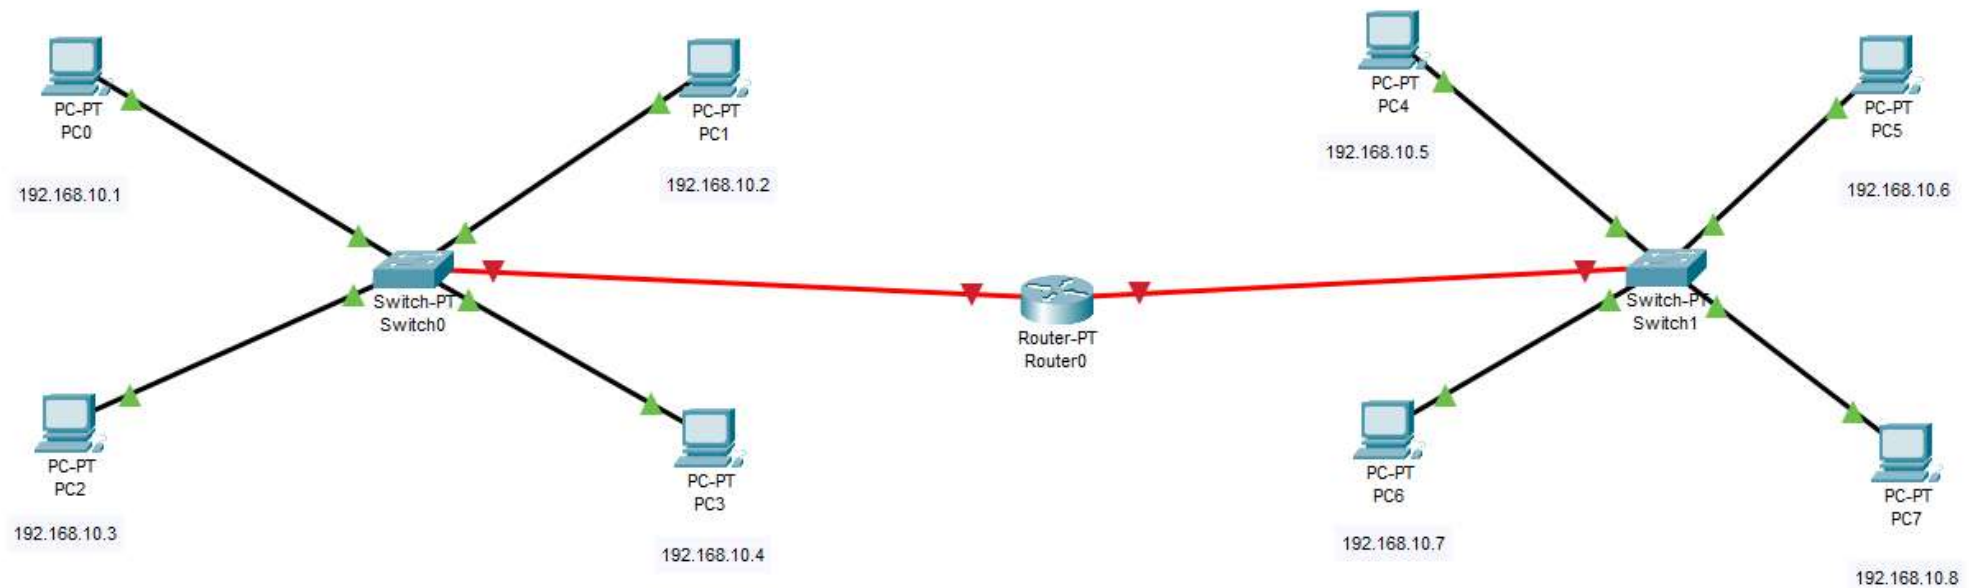 PC-PT
PC0
192.168.10.1
PC-PT
PC1
192.168.10.2
Switch-PT
Switch0
PC-PT
PC2
192.168.10.3
PC-PT
PC3
192.168.10.4
Router-PT
Router0
PC-PT
PC4
192.168.10.5
PC-PT
PC5
192.168.10.6
Switch-PT
Switch1
PC-PT
PC6
192.168.10.7
PC-PT
PC7
192.168.10.8